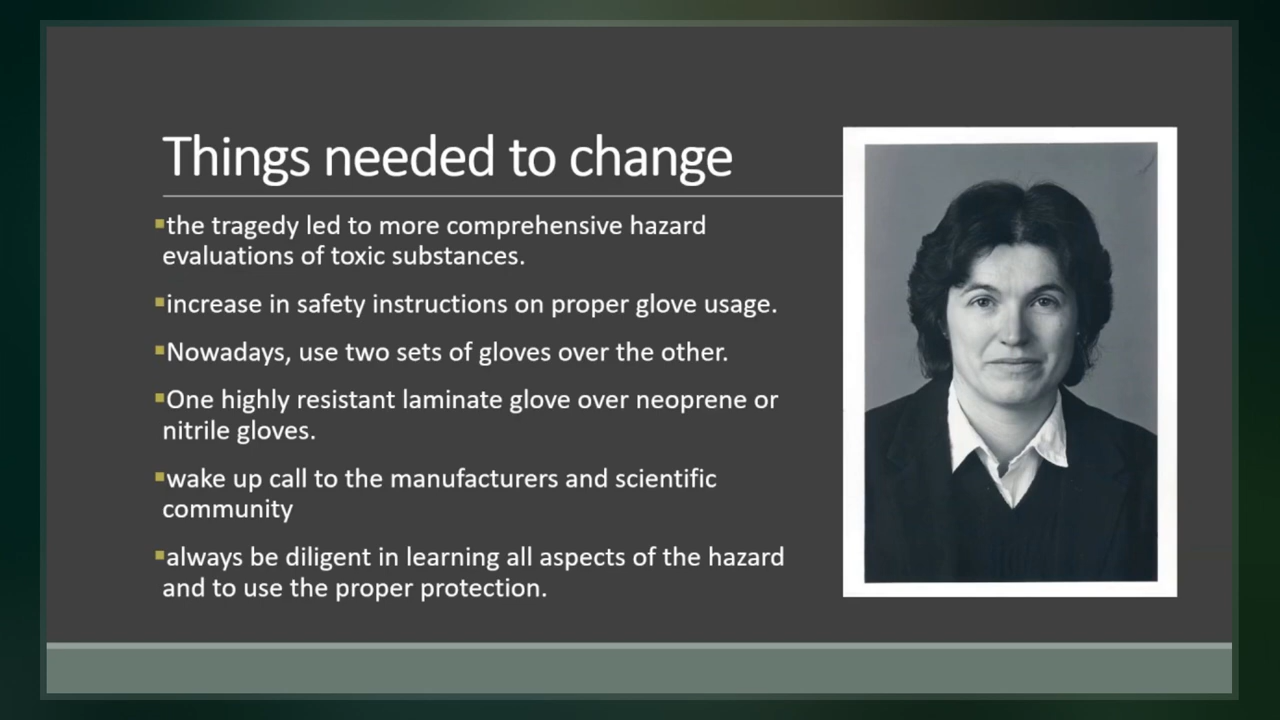 Things needed to change
▪the tragedy led to more comprehensive hazard
evaluations of toxic substances.
▪increase in safety instructions on proper glove usage.
▪Nowadays, use two sets of gloves over the other.
▪One highly resistant laminate glove over neoprene or
nitrile gloves.
▪wake up call to the manufacturers and scientific
community
▪always be diligent in learning all aspects of the hazard
and to use the proper protection.